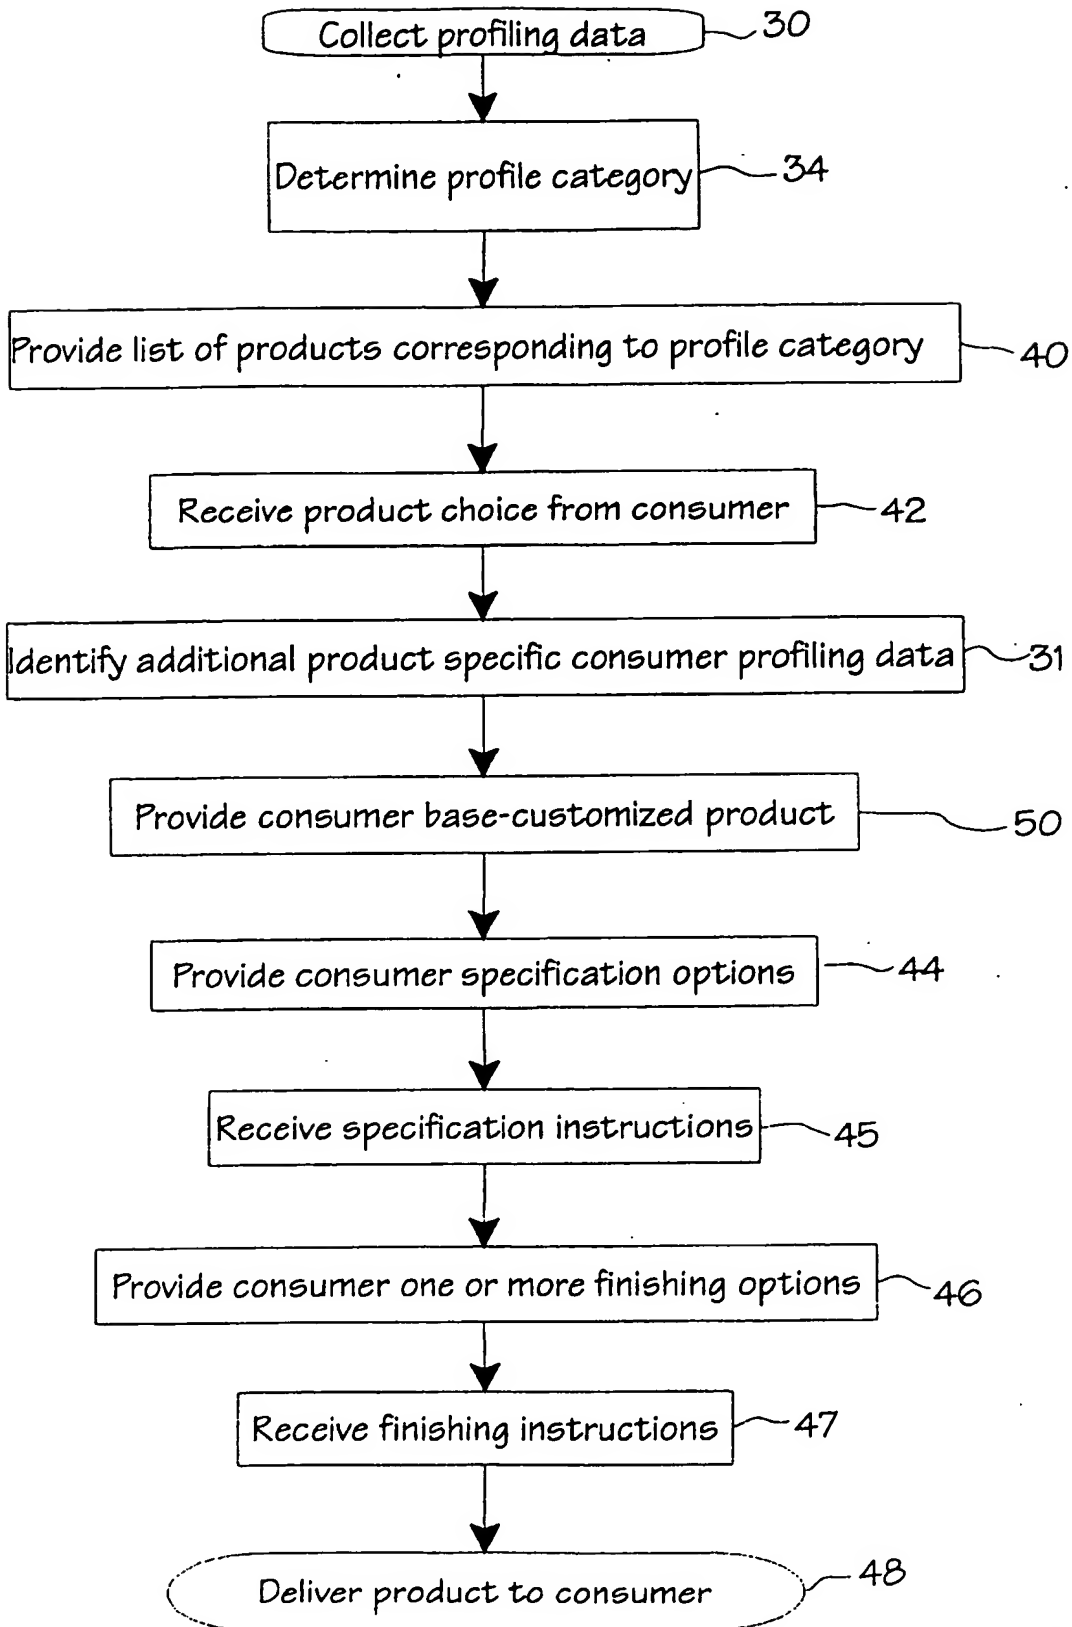 Collect profiling data 30
Determine profile category 34
Provide list of products corresponding to profile category 40
Receive product choice from consumer 42
Identify additional product specific consumer profiling data 31
Provide consumer base-customized product 50
Provide consumer specification options 44
Receive specification instructions 45
Provide consumer one or more finishing options 46
Receive finishing instructions 47
Deliver product to consumer 48